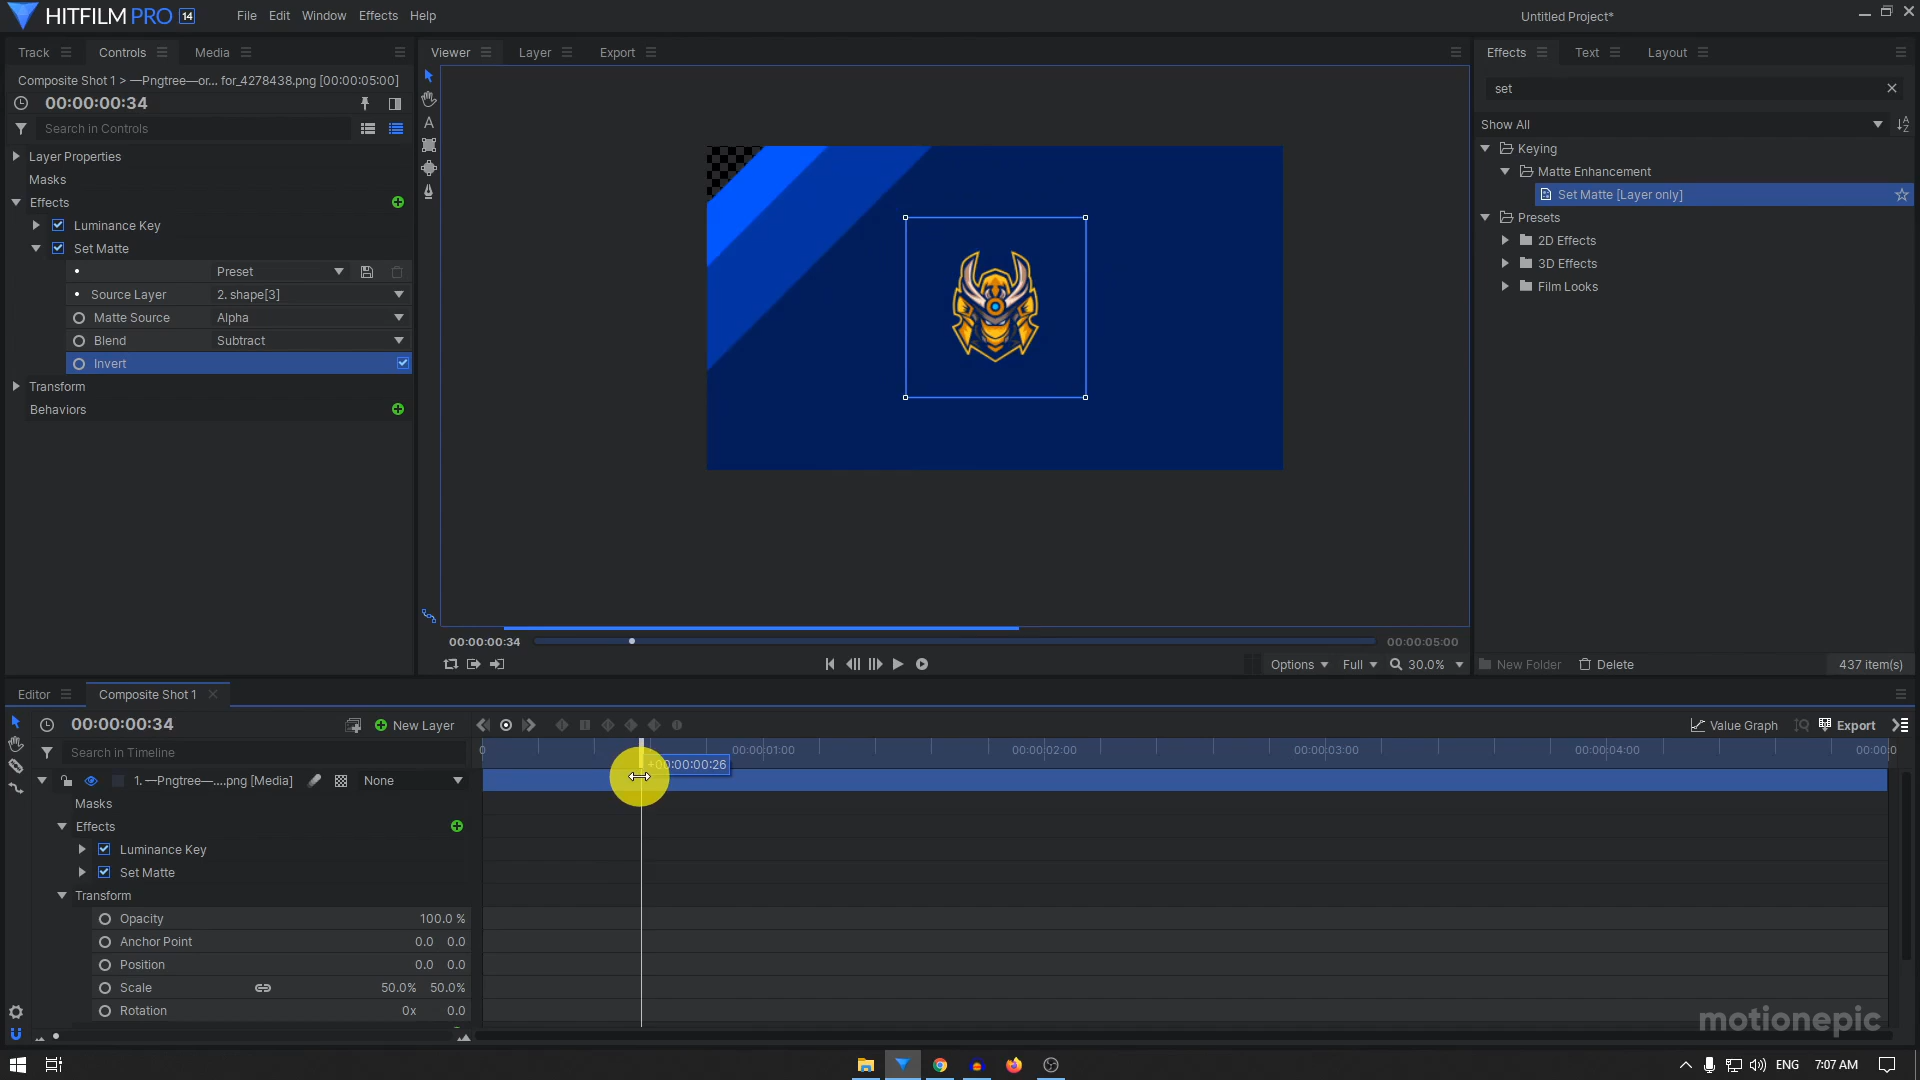 HITFILM PRO 14
File Edit Window Effects Help
Untitled Project*
Track Controls Media
Viewer Layer Export
Effects Text Layout
Composite Shot 1 > —Pngtree—or... for_4278438.png [00:00:05:00]
00:00:00:34
Search in Controls
Layer Properties
Masks
Effects
Luminance Key
Set Matte
Preset
Source Layer 2. shape[3]
Matte Source Alpha
Blend Subtract
Invert
Transform
Behaviors
set
Show All
Keying
Matte Enhancement
Set Matte [Layer only]
Presets
2D Effects
3D Effects
Film Looks
00:00:00:34
00:00:05:00
Options Full 30.0%
New Folder Delete 437 item(s)
Editor Composite Shot 1
00:00:00:34 New Layer
Value Graph Export
Search in Timeline
0 00:00:01:00 00:00:02:00 00:00:03:00 00:00:04:00 00:00:0
+00:00:00:26
1. —Pngtree—....png [Media] None
Masks
Effects
Luminance Key
Set Matte
Transform
Opacity 100.0 %
Anchor Point 0.0 0.0
Position 0.0 0.0
Scale 50.0% 50.0%
Rotation 0x 0.0
motionepic
ENG 7:07 AM